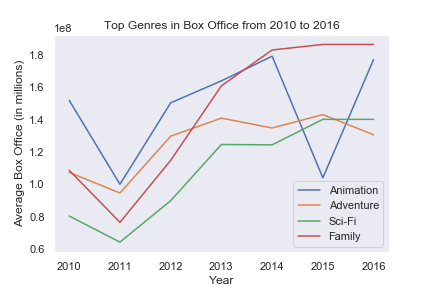 Top Genres in Box Office from 2010 to 2016
1e8
1.8
1.6
1.4
1.2
1.0
0.8
0.6
Average Box Office (in millions)
Animation
Adventure
Sci-Fi
Family
2010 2011 2012 2013 2014 2015 2016
Year